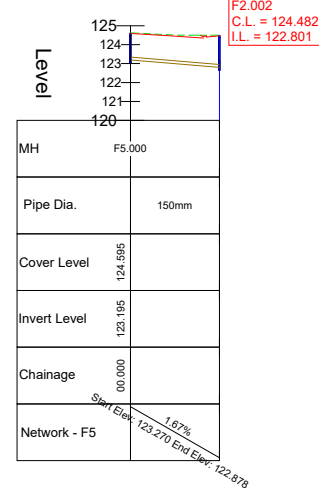 F2.002
C.L. = 124.482
I.L. = 122.801
125
124
123
122
121
120
Level
MH F5.000
Pipe Dia. 150mm
Cover Level 124.595
Invert Level 123.195
Chainage 00.000
Network - F5
1.67%
Start Elev: 123.270 End Elev: 122.878